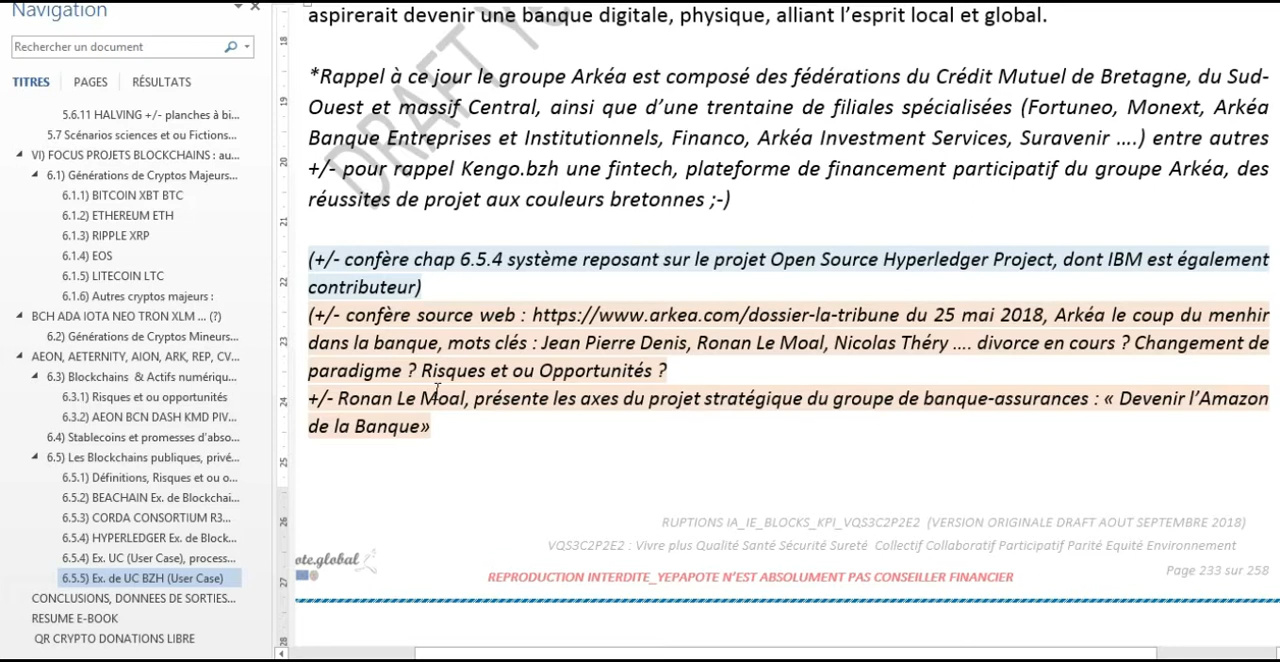 Navigation
Rechercher un document
TITRES PAGES RÉSULTATS
5.6.11 HALVING +/- planches à bi...
5.7 Scénarios sciences et ou Fictions...
VI) FOCUS PROJETS BLOCKCHAINS : au...
6.1) Générations de Cryptos Majeurs...
6.1.1) BITCOIN XBT BTC
6.1.2) ETHEREUM ETH
6.1.3) RIPPLE XRP
6.1.4) EOS
6.1.5) LITECOIN LTC
6.1.6) Autres cryptos majeurs :
BCH ADA IOTA NEO TRON XLM ... (?)
6.2) Générations de Cryptos Mineurs...
AEON, AETERNITY, AION, ARK, REP, CV...
6.3) Blockchains & Actifs numériqu...
6.3.1) Risques et ou opportunités
6.3.2) AEON BCN DASH KMD PIV...
6.4) Stablecoins et promesses d'abso...
6.5) Les Blockchains publiques, privé...
6.5.1) Définitions, Risques et ou o...
6.5.2) BEACHAIN Ex. de Blockchai...
6.5.3) CORDA CONSORTIUM R3...
6.5.4) HYPERLEDGER Ex. de Block...
6.5.4) Ex. UC (User Case), process...
6.5.5) Ex. de UC BZH (User Case)
CONCLUSIONS, DONNEES DE SORTIES...
RESUME E-BOOK
QR CRYPTO DONATIONS LIBRE
18
19
20
21
22
23
24
25
26
27
28
DRAFT
aspirerait devenir une banque digitale, physique, alliant l'esprit local et global.
*Rappel à ce jour le groupe Arkéa est composé des fédérations du Crédit Mutuel de Bretagne, du Sud-
Ouest et massif Central, ainsi que d'une trentaine de filiales spécialisées (Fortuneo, Monext, Arkéa
Banque Entreprises et Institutionnels, Financo, Arkéa Investment Services, Suravenir ....) entre autres
+/- pour rappel Kengo.bzh une fintech, plateforme de financement participatif du groupe Arkéa, des
réussites de projet aux couleurs bretonnes ;-)
(+/- confère chap 6.5.4 système reposant sur le projet Open Source Hyperledger Project, dont IBM est également
contributeur)
(+/- confère source web : https://www.arkea.com/dossier-la-tribune du 25 mai 2018, Arkéa le coup du menhir
dans la banque, mots clés : Jean Pierre Denis, Ronan Le Moal, Nicolas Théry .... divorce en cours ? Changement de
paradigme ? Risques et ou Opportunités ?
+/- Ronan Le Moal, présente les axes du projet stratégique du groupe de banque-assurances : « Devenir l'Amazon
de la Banque»
RUPTIONS IA_IE_BLOCKS_KPI_VQS3C2P2E2 (VERSION ORIGINALE DRAFT AOUT SEPTEMBRE 2018)
VQS3C2P2E2 : Vivre plus Qualité Santé Sécurité Sureté Collectif Collaboratif Participatif Parité Equité Environnement
ote.global
Page 233 sur 258
REPRODUCTION INTERDITE_YEPAPOTE N'EST ABSOLUMENT PAS CONSEILLER FINANCIER